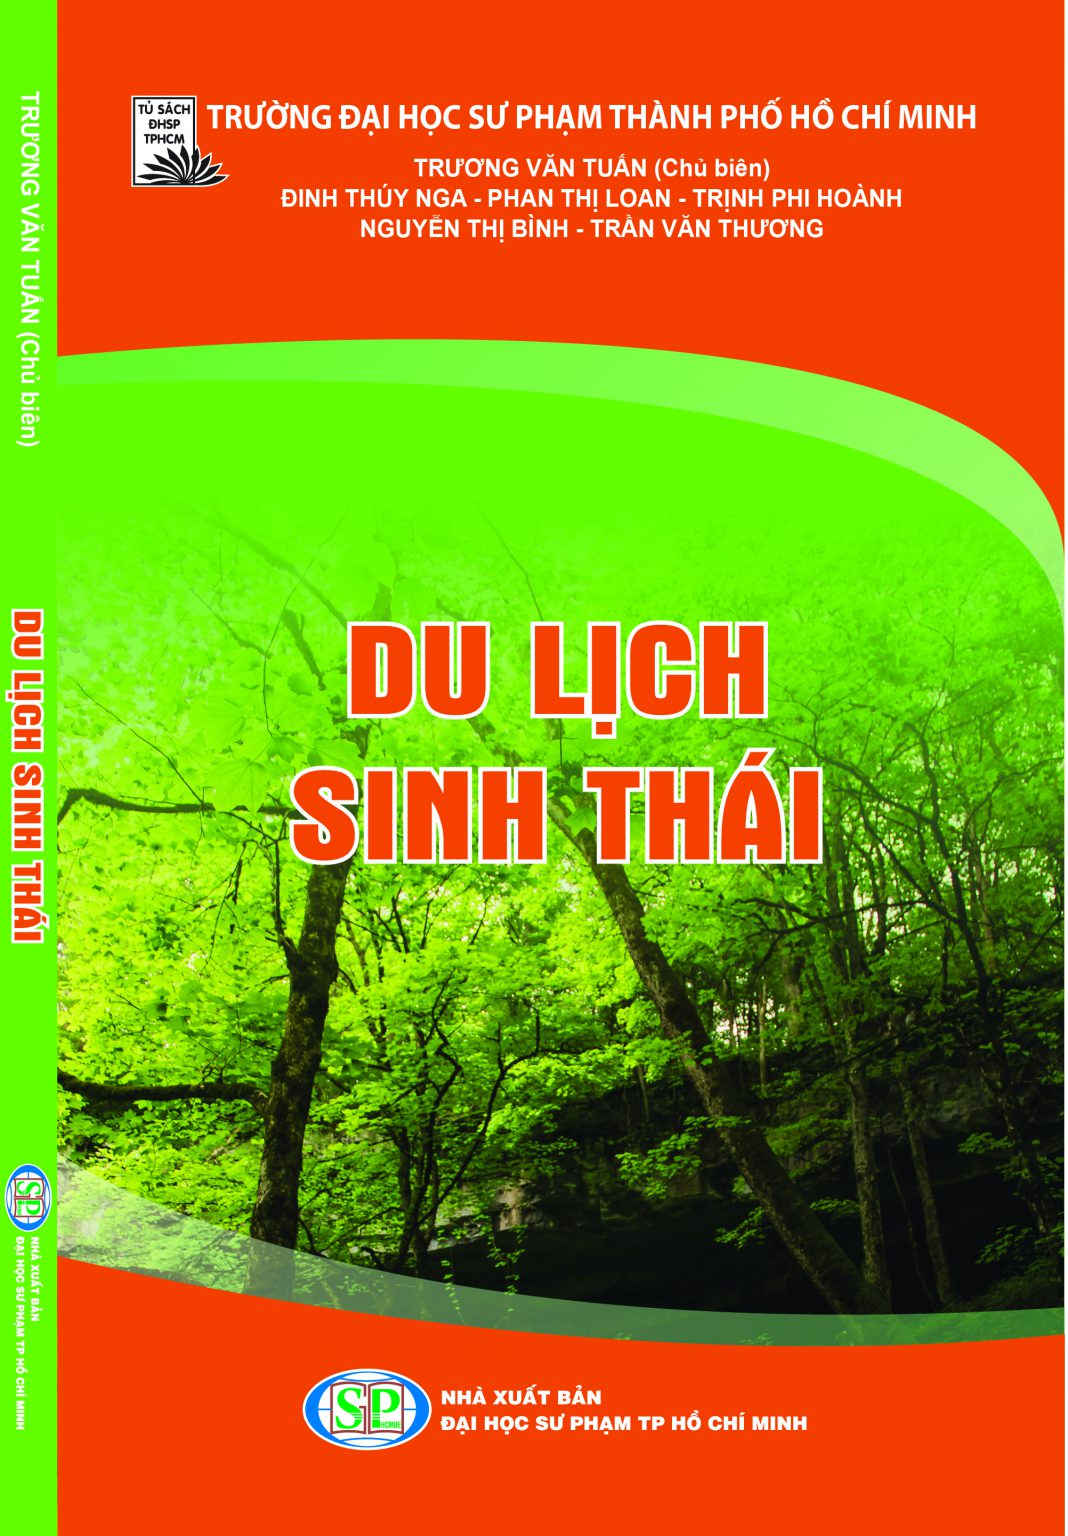 TRƯƠNG VĂN TUẤN (Chủ biên)
DU LỊCH SINH THÁI
SP
NHÀ XUẤT BẢN
ĐẠI HỌC SƯ PHẠM TP HỒ CHÍ MINH
TỦ SÁCH
ĐHSP
TPHCM
TRƯỜNG ĐẠI HỌC SƯ PHẠM THÀNH PHỐ HỒ CHÍ MINH
TRƯƠNG VĂN TUẤN (Chủ biên)
ĐINH THÚY NGA - PHAN THỊ LOAN - TRỊNH PHI HOÀNH
NGUYỄN THỊ BÌNH - TRẦN VĂN THƯƠNG
DU LỊCH
SINH THÁI
SP
HCMUE
NHÀ XUẤT BẢN
ĐẠI HỌC SƯ PHẠM TP HỒ CHÍ MINH